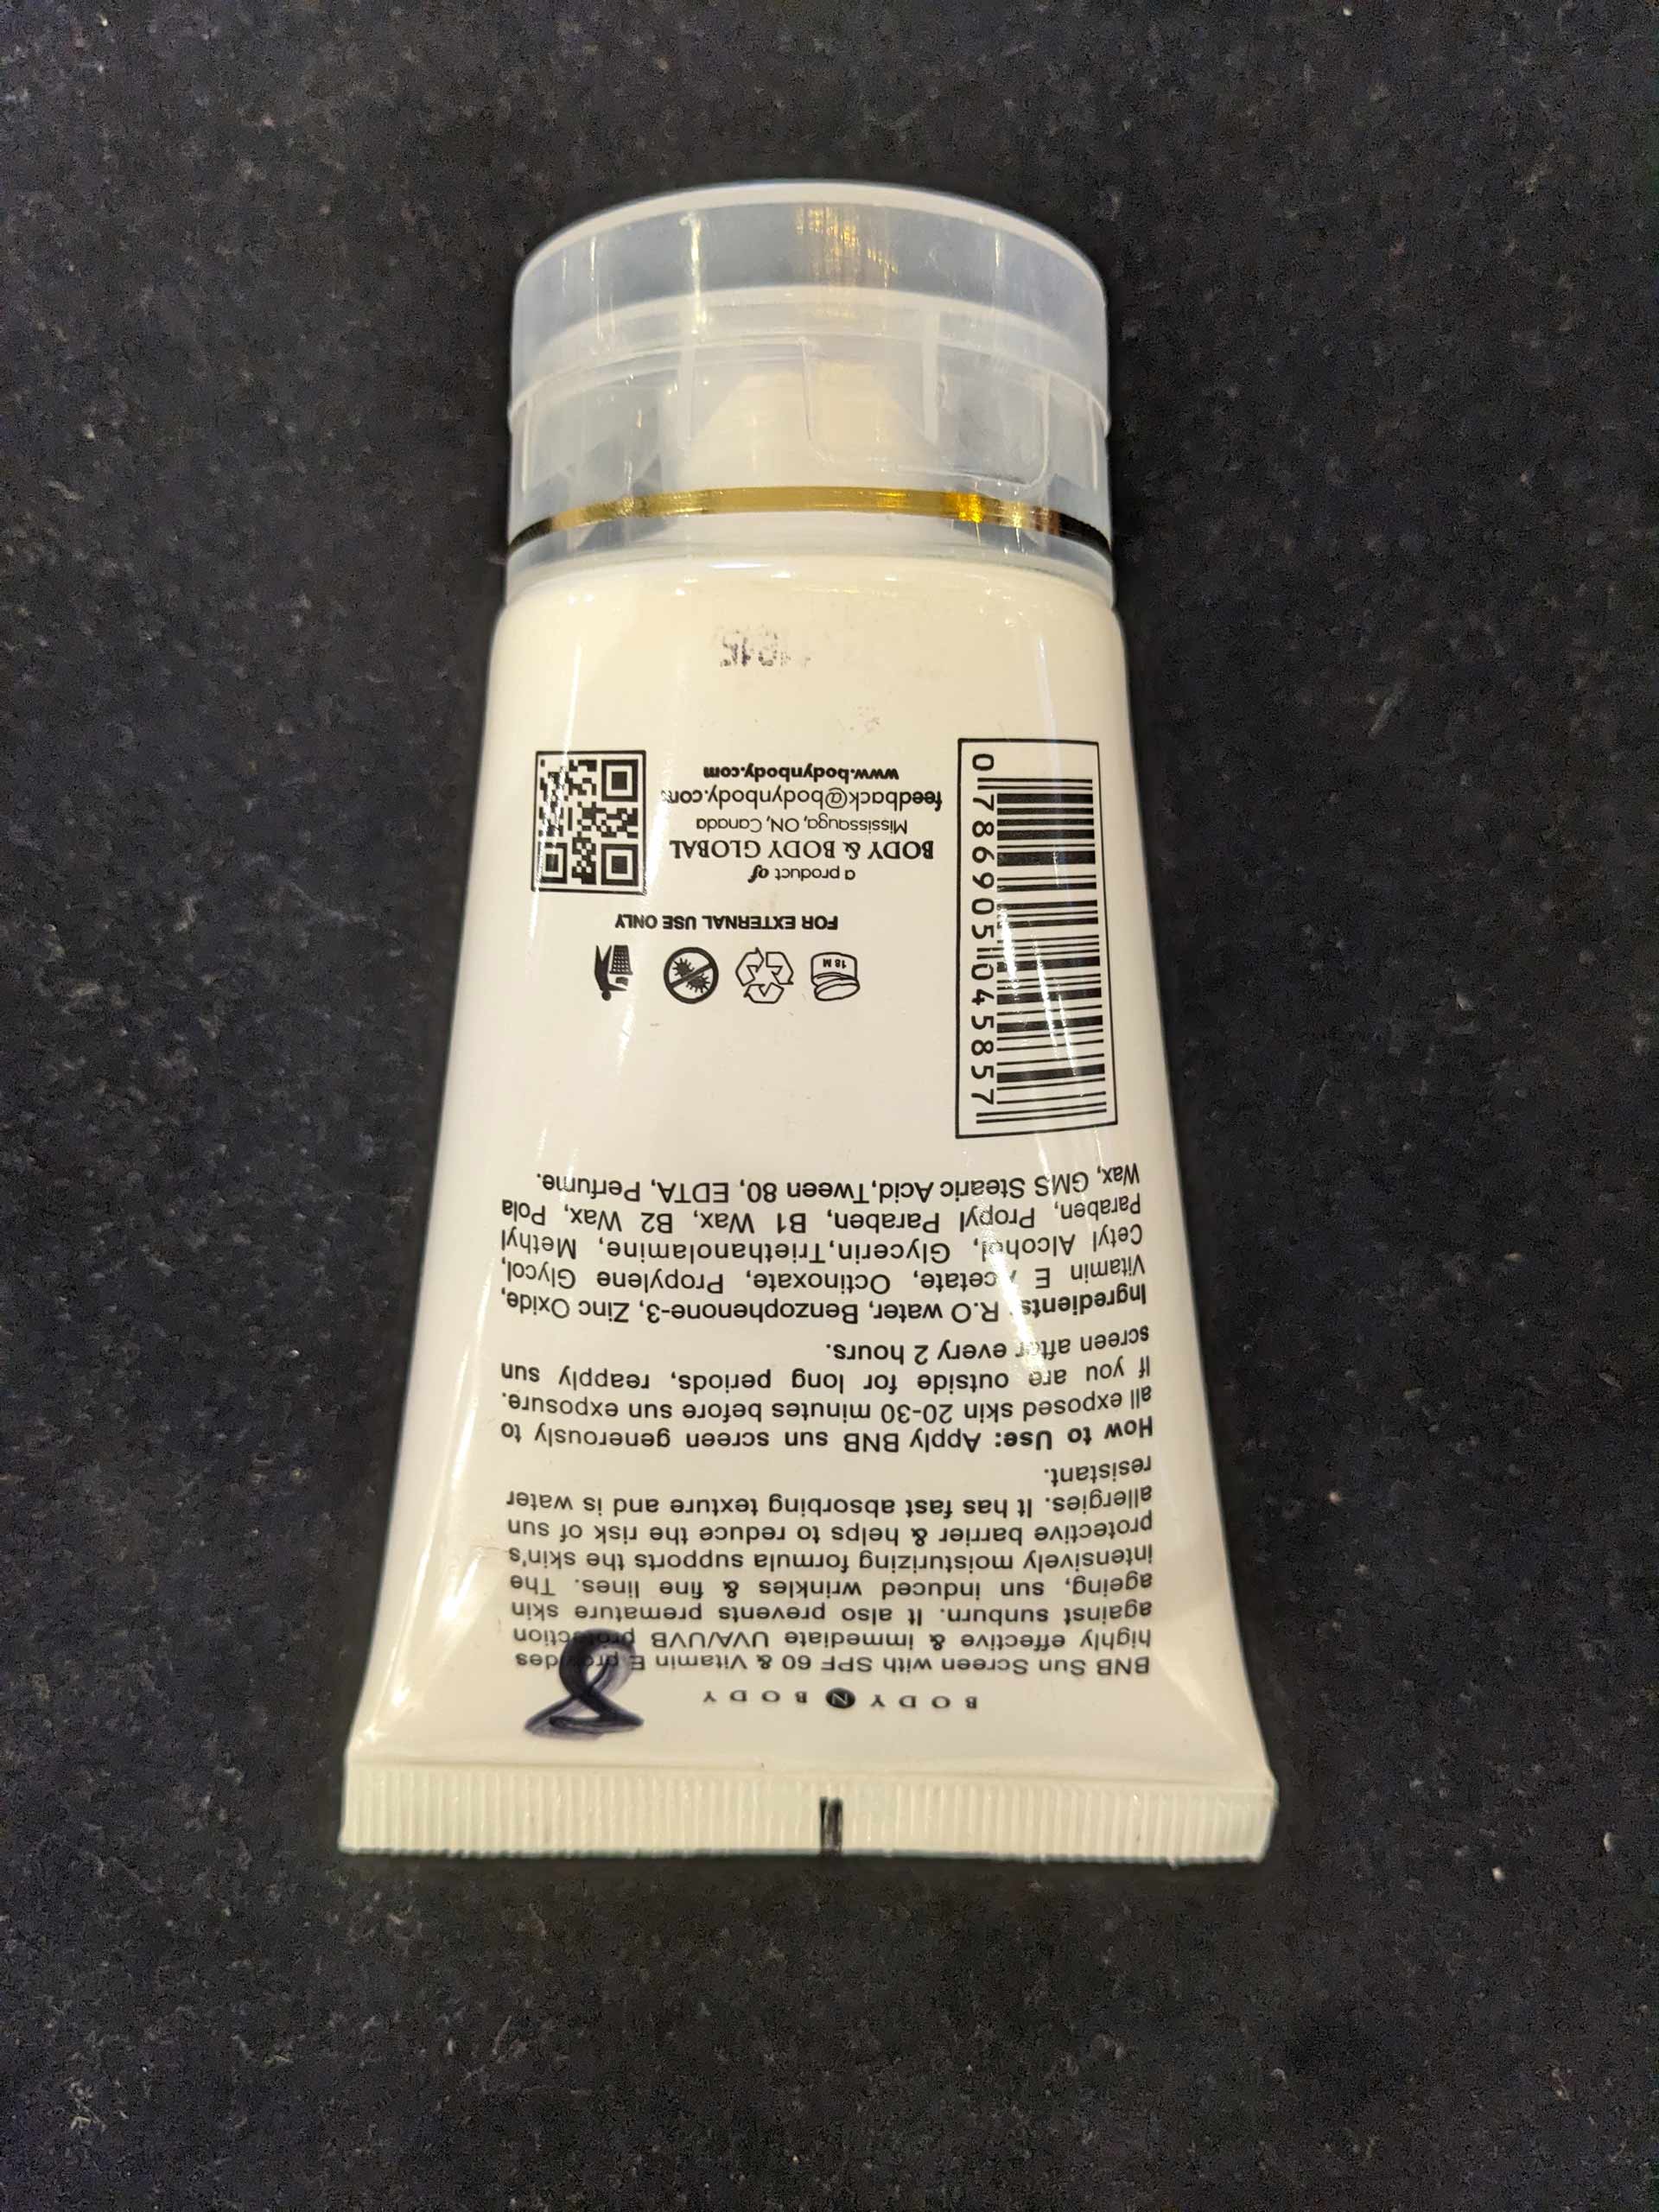 BODY N BODY
BNB Sun Screen with SPF 60 & Vitamin E provides
highly effective & immediate UVA/UVB protection
against sunburn. It also prevents premature skin
ageing, sun induced wrinkles & fine lines. The
intensively moisturizing formula supports the skin's
protective barrier & helps to reduce the risk of sun
allergies. It has fast absorbing texture and is water
resistant.
How to Use: Apply BNB sun screen generously to
all exposed skin 20-30 minutes before sun exposure.
If you are outside for long periods, reapply sun
screen after every 2 hours.
Ingredients: R.O water, Benzophenone-3, Zinc Oxide,
Vitamin E Acetate, Octinoxate, Propylene Glycol,
Cetyl Alcohol, Glycerin,Triethanolamine, Methyl
Paraben, Propyl Paraben, B1 Wax, B2 Wax, Pola
Wax, GMS Stearic Acid,Tween 80, EDTA, Perfume.
0 786905 045857
18 M
FOR EXTERNAL USE ONLY
a product of
BODY & BODY GLOBAL
Mississauga, ON, Canada
feedback@bodynbody.com
www.bodynbody.com